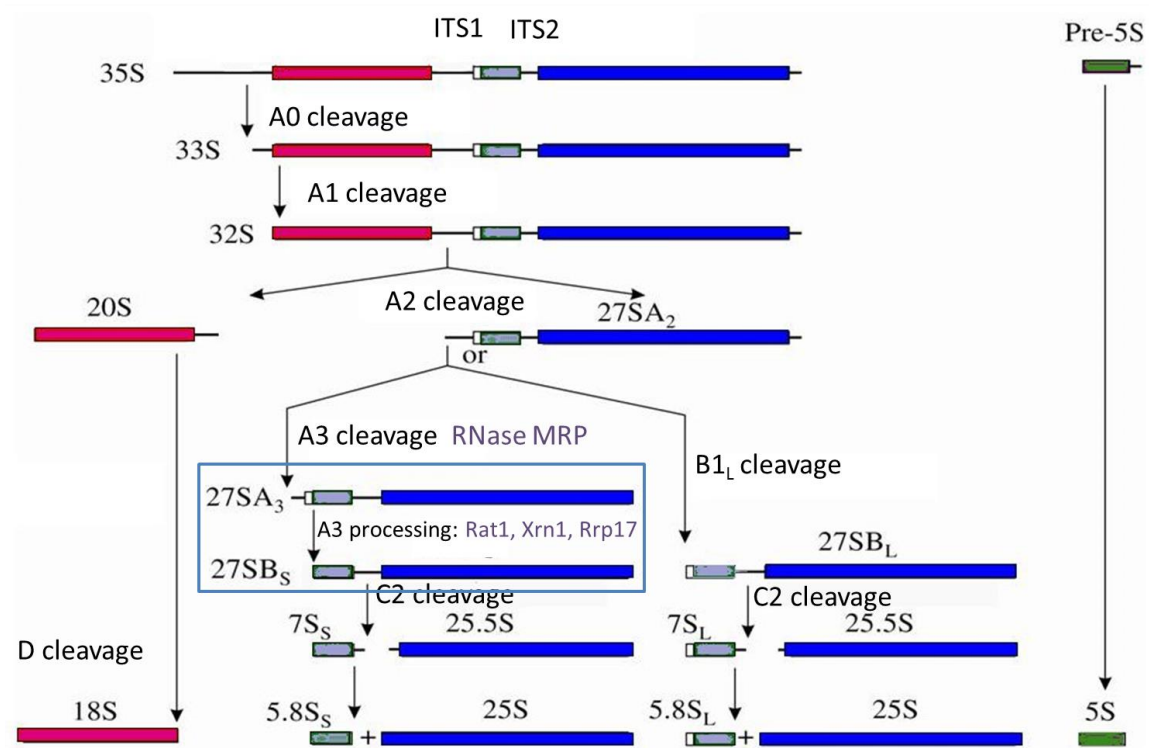 ITS1 ITS2
Pre-5S
35S
A0 cleavage
33S
A1 cleavage
32S
A2 cleavage
20S
27SA2
or
A3 cleavage RNase MRP
B1L cleavage
27SA3
A3 processing: Rat1, Xrn1, Rrp17
27SBS
27SBL
C2 cleavage
C2 cleavage
7SS
25.5S
7SL
25.5S
D cleavage
18S
5.8SS
+
25S
5.8SL
+
25S
5S